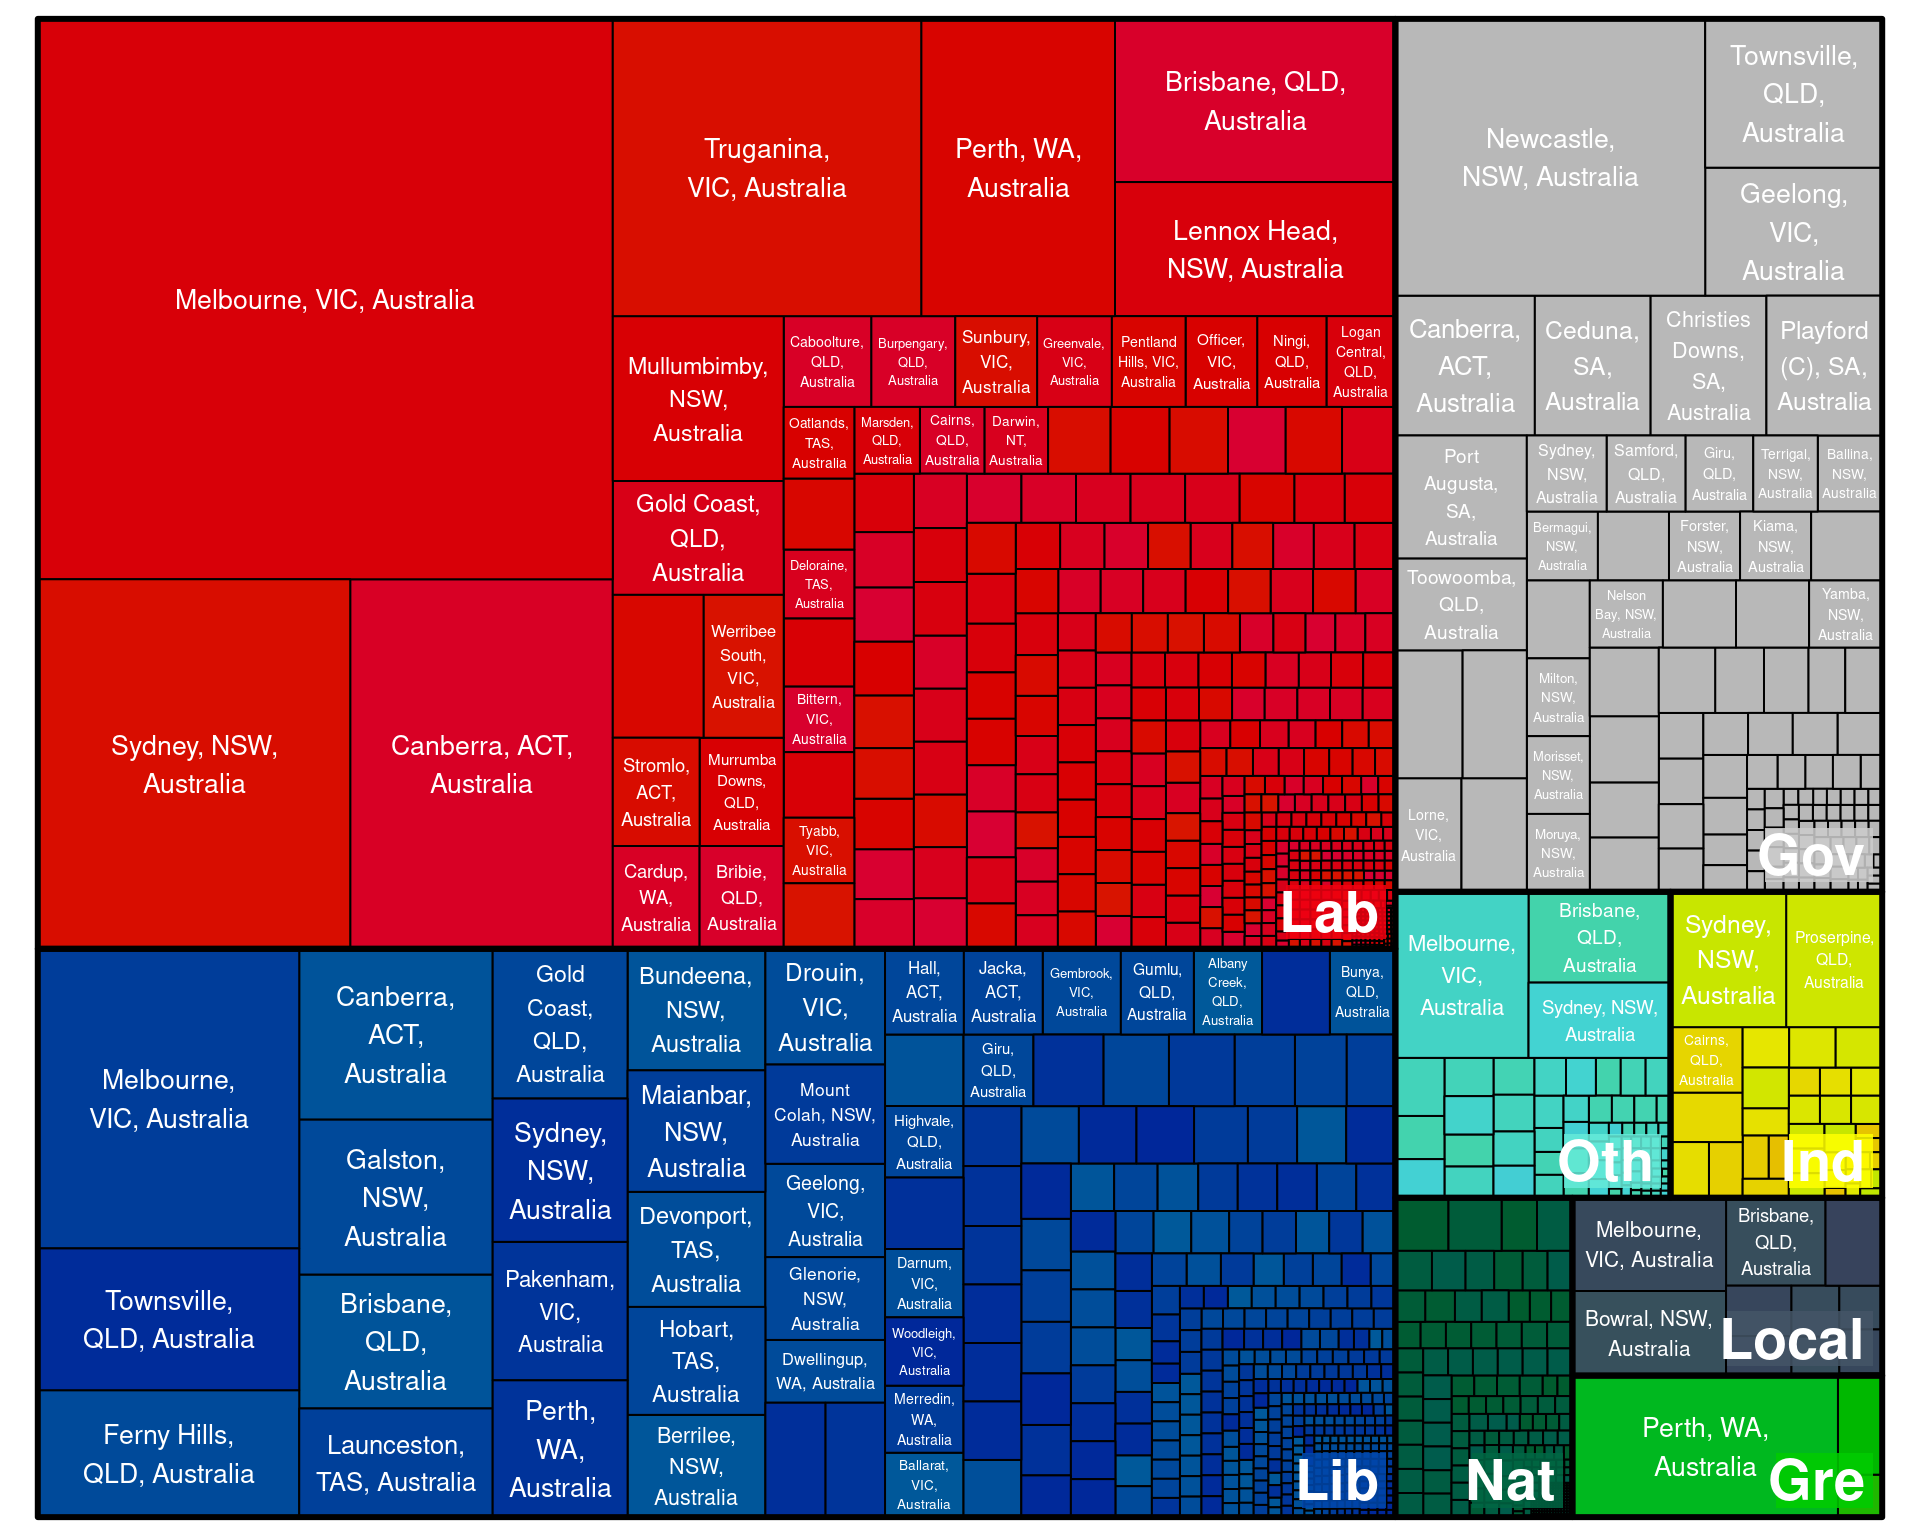 Melbourne, VIC, Australia
Sydney, NSW,
Australia
Canberra, ACT,
Australia
Truganina,
VIC, Australia
Perth, WA,
Australia
Brisbane, QLD,
Australia
Lennox Head,
NSW, Australia
Mullumbimby,
NSW,
Australia
Gold Coast,
QLD,
Australia
Werribee
South,
VIC,
Australia
Stromlo,
ACT,
Australia
Murrumba
Downs,
QLD,
Australia
Cardup,
WA,
Australia
Bribie,
QLD,
Australia
Caboolture,
QLD,
Australia
Burpengary,
QLD,
Australia
Sunbury,
VIC,
Australia
Greenvale,
VIC,
Australia
Pentland
Hills, VIC,
Australia
Officer,
VIC,
Australia
Ningi,
QLD,
Australia
Logan
Central,
QLD,
Australia
Oatlands,
TAS,
Australia
Marsden,
QLD,
Australia
Cairns,
QLD,
Australia
Darwin,
NT,
Australia
Deloraine,
TAS,
Australia
Bittern,
VIC,
Australia
Tyabb,
VIC,
Australia
Lab
Newcastle,
NSW, Australia
Townsville,
QLD,
Australia
Geelong,
VIC,
Australia
Canberra,
ACT,
Australia
Ceduna,
SA,
Australia
Christies
Downs,
SA,
Australia
Playford
(C), SA,
Australia
Port
Augusta,
SA,
Australia
Toowoomba,
QLD,
Australia
Lorne,
VIC,
Australia
Sydney,
NSW,
Australia
Samford,
QLD,
Australia
Giru,
QLD,
Australia
Terrigal,
NSW,
Australia
Ballina,
NSW,
Australia
Bermagui,
NSW,
Australia
Forster,
NSW,
Australia
Kiama,
NSW,
Australia
Nelson
Bay, NSW,
Australia
Yamba,
NSW,
Australia
Milton,
NSW,
Australia
Morisset,
NSW,
Australia
Moruya,
NSW,
Australia
Gov
Melbourne,
VIC, Australia
Townsville,
QLD, Australia
Ferny Hills,
QLD, Australia
Canberra,
ACT,
Australia
Galston,
NSW,
Australia
Brisbane,
QLD,
Australia
Launceston,
TAS, Australia
Gold
Coast,
QLD,
Australia
Sydney,
NSW,
Australia
Pakenham,
VIC,
Australia
Perth,
WA,
Australia
Bundeena,
NSW,
Australia
Maianbar,
NSW,
Australia
Devonport,
TAS,
Australia
Hobart,
TAS,
Australia
Berrilee,
NSW,
Australia
Drouin,
VIC,
Australia
Mount
Colah, NSW,
Australia
Geelong,
VIC,
Australia
Glenorie,
NSW,
Australia
Dwellingup,
WA, Australia
Hall,
ACT,
Australia
Jacka,
ACT,
Australia
Gembrook,
VIC,
Australia
Gumlu,
QLD,
Australia
Albany
Creek,
QLD,
Australia
Bunya,
QLD,
Australia
Giru,
QLD,
Australia
Highvale,
QLD,
Australia
Darnum,
VIC,
Australia
Woodleigh,
VIC,
Australia
Merredin,
WA,
Australia
Ballarat,
VIC,
Australia
Lib
Melbourne,
VIC,
Australia
Brisbane,
QLD,
Australia
Sydney, NSW,
Australia
Oth
Sydney,
NSW,
Australia
Proserpine,
QLD,
Australia
Cairns,
QLD,
Australia
Ind
Nat
Melbourne,
VIC, Australia
Brisbane,
QLD,
Australia
Bowral, NSW,
Australia
Local
Perth, WA,
Australia
Gre